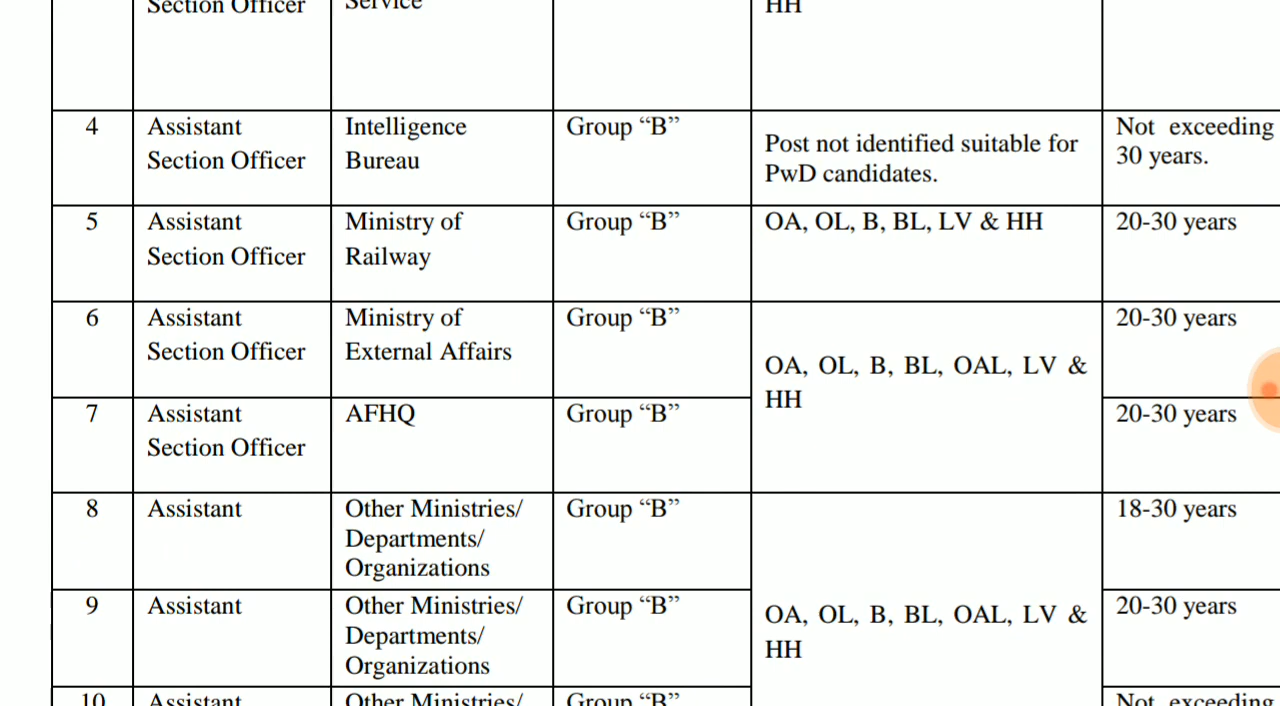 Section Officer Service HH
4 Assistant Intelligence Group “B” Post not identified suitable for Not exceeding
Section Officer Bureau PwD candidates. 30 years.
5 Assistant Ministry of Group “B” OA, OL, B, BL, LV & HH 20-30 years
Section Officer Railway
6 Assistant Ministry of Group “B” 20-30 years
Section Officer External Affairs OA, OL, B, BL, OAL, LV &
HH
7 Assistant AFHQ Group “B” 20-30 years
Section Officer
8 Assistant Other Ministries/ Group “B” 18-30 years
Departments/
Organizations
9 Assistant Other Ministries/ Group “B” OA, OL, B, BL, OAL, LV & 20-30 years
Departments/ HH
Organizations
10 Assistant Other Ministries/ Group “B” Not exceeding